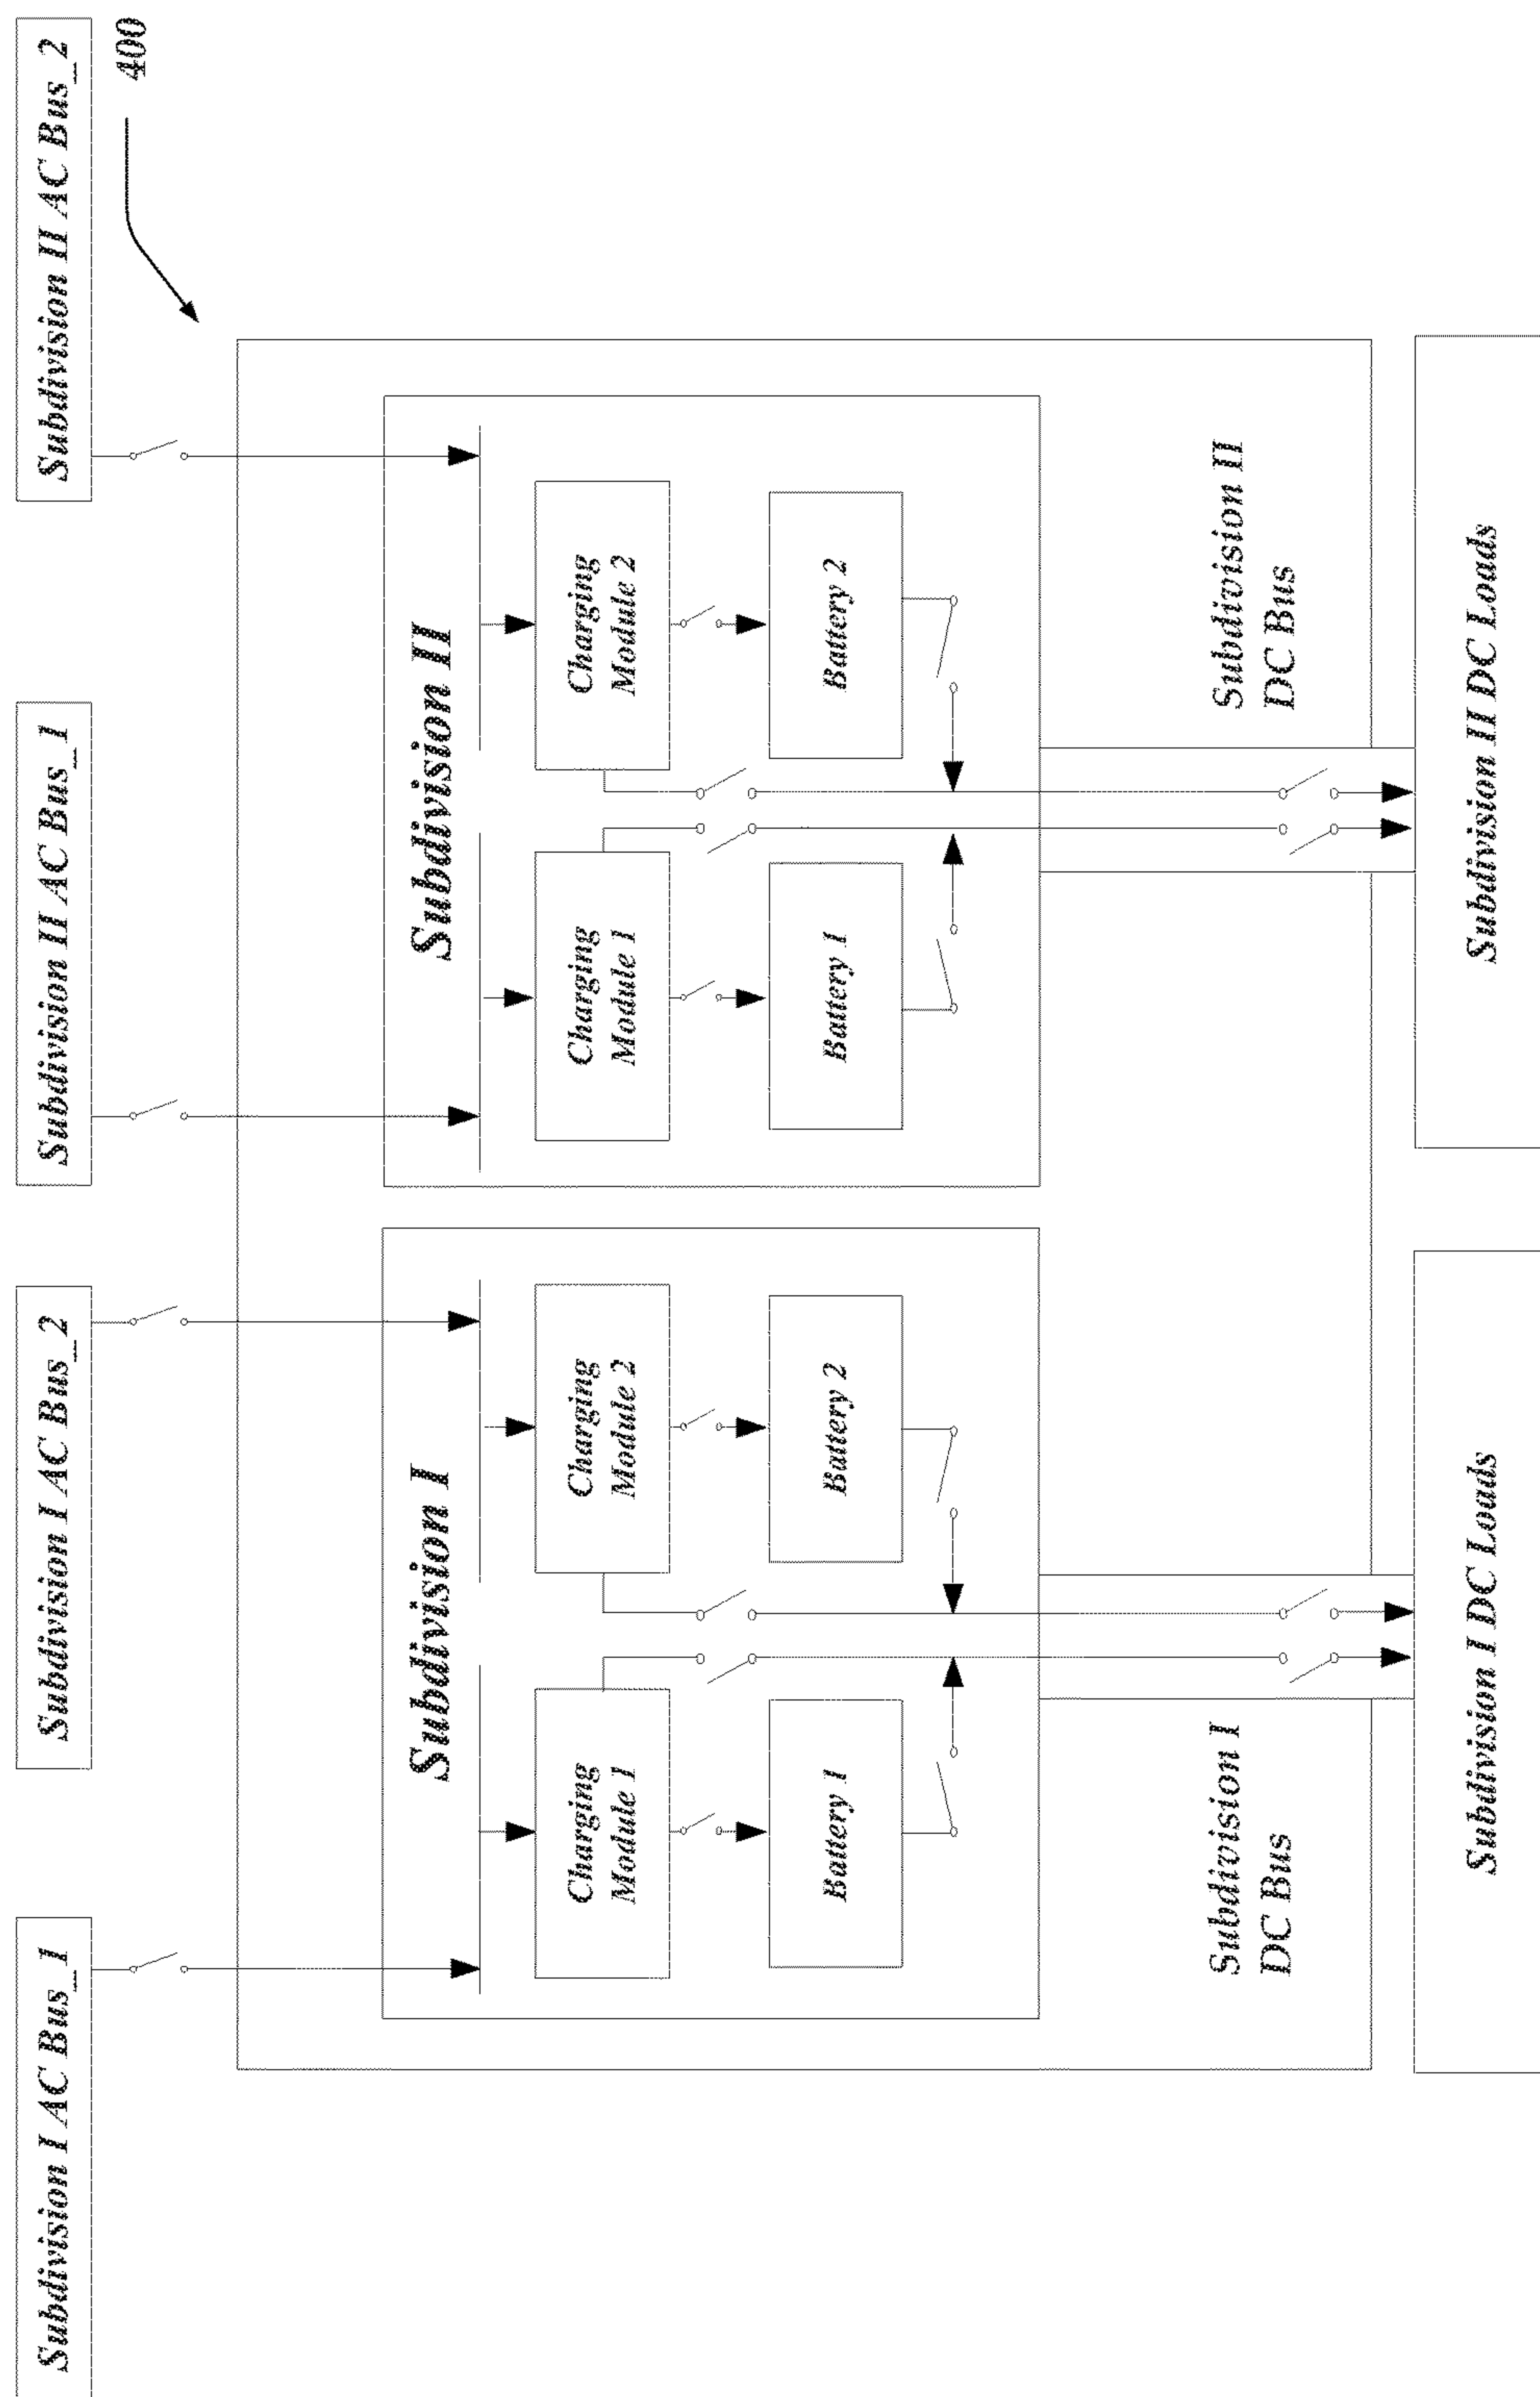 400
Subdivision I AC Bus_1
Subdivision I AC Bus_2
Subdivision II AC Bus_1
Subdivision II AC Bus_2
Subdivision I
Subdivision II
Charging
Module 1
Charging
Module 2
Charging
Module 1
Charging
Module 2
Battery 1
Battery 2
Battery 1
Battery 2
Subdivision I
DC Bus
Subdivision II
DC Bus
Subdivision I DC Loads
Subdivision II DC Loads